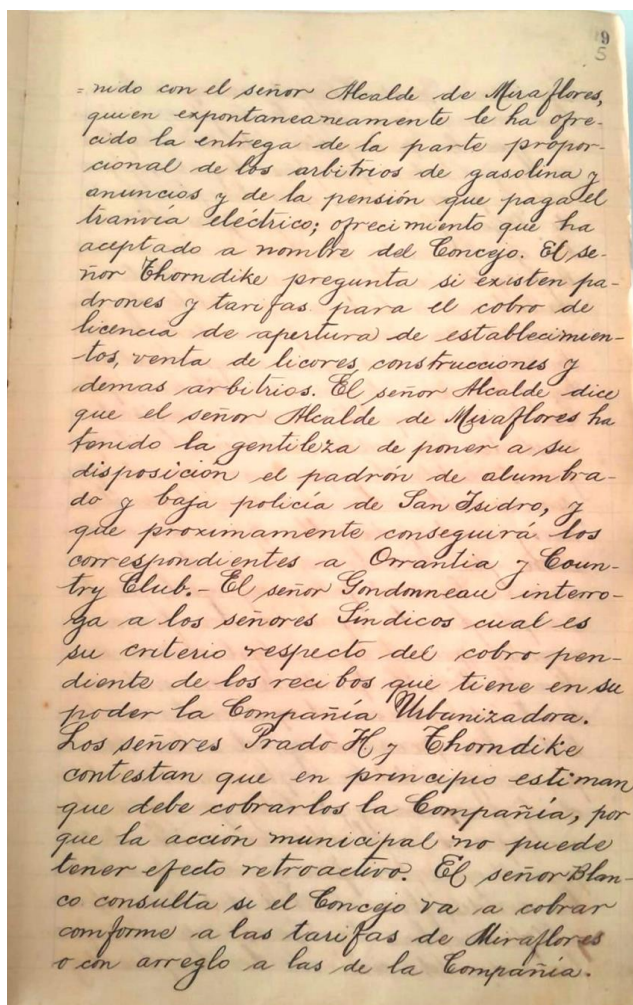 9
5
=nido con el señor Alcalde de Miraflores,
quien expontaneaneamente le ha ofre-
cido la entrega de la parte propor-
cional de los arbitrios de gasolina y
anuncios y de la pensión que paga el
tranvía eléctrico; ofrecimiento que ha
aceptado a nombre del Concejo. El se-
ñor Thorndike pregunta si existen pa-
drones y tarifas para el cobro de
licencia de apertura de establecimien-
tos, venta de licores, construcciones y
demas arbitrios. El señor Alcalde dice
que el señor Alcalde de Miraflores ha
tenido la gentileza de poner a su
disposición el padrón de alumbra-
do y baja policía de San Isidro, y
que proximamente conseguirá los
correspondientes a Orrantia y Coun-
try Club.- El señor Gondonneau interro-
ga a los señores Síndicos cual es
su criterio respecto del cobro pen-
diente de los recibos que tiene en su
poder la Compañía Urbanizadora.
Los señores Prado H y Thorndike
contestan que en principio estiman
que debe cobrarlos la Compañía, por
que la acción municipal no puede
tener efecto retroactivo. El señor Blan-
co consulta si el Concejo va a cobrar
comforme a las tarifas de Miraflores
o con arreglo a las de la Compañía.